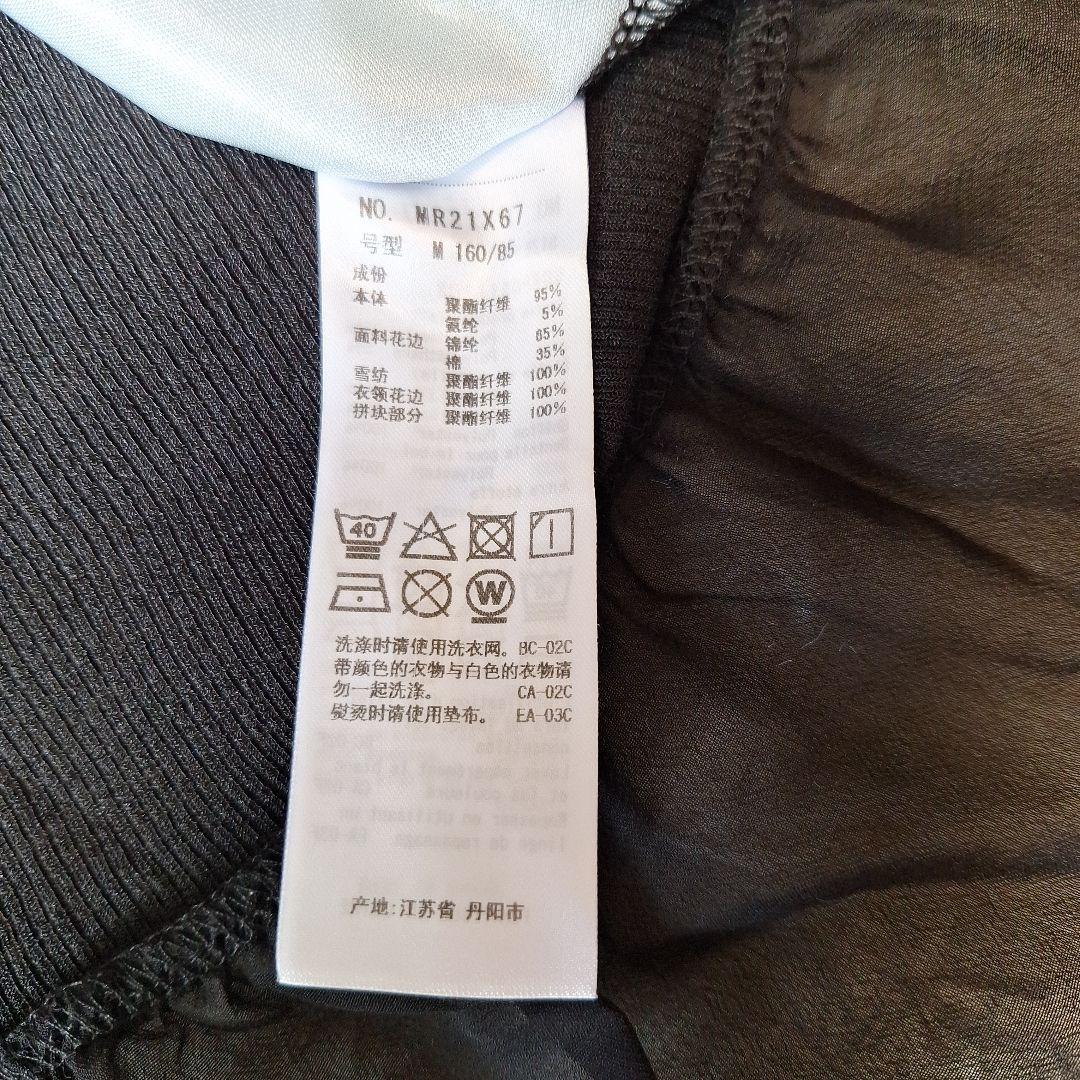 NO. MR21X67
号型 M 160/85
成份
本体 聚酯纤维 95%
氨纶 5%
面料花边 锦纶 65%
棉 35%
雪纺 聚酯纤维 100%
衣领花边 聚酯纤维 100%
拼块部分 聚酯纤维 100%
40
W
洗涤时请使用洗衣网。BC-02C
带颜色的衣物与白色的衣物请
勿一起洗涤。 CA-02C
熨烫时请使用垫布。 EA-03C
产地:江苏省 丹阳市